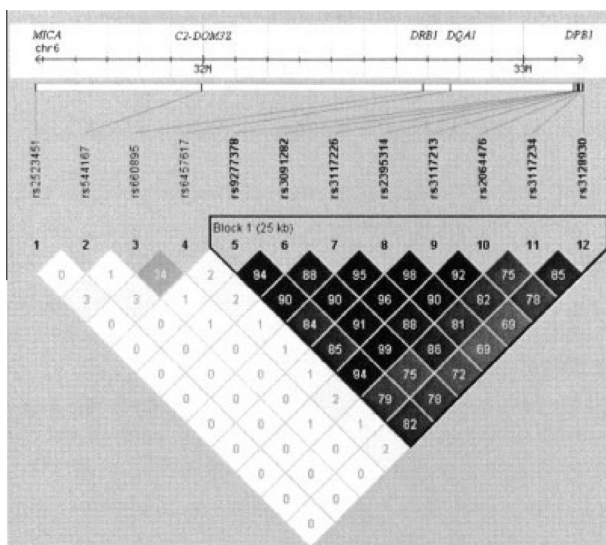 MICA C2-DOM3Z DRB1 DQA1 DPB1
chr6
32M 33M
rs2523451
rs544167
rs660895
rs6457617
rs9277378
rs3091282
rs3117226
rs2395314
rs3117213
rs2064476
rs3117234
rs3128930
Block 1 (25 kb)
1 2 3 4 5 6 7 8 9 10 11 12
0 1 34 2 94 88 95 98 92 75 85
3 3 1 2 90 90 96 90 82 78
0 0 1 1 84 91 88 81 69
0 0 0 1 85 99 86 69
0 0 0 1 94 75 72
0 0 0 2 79 78
0 0 1 1 82
0 0 0 2
0 0 0
0 0
0